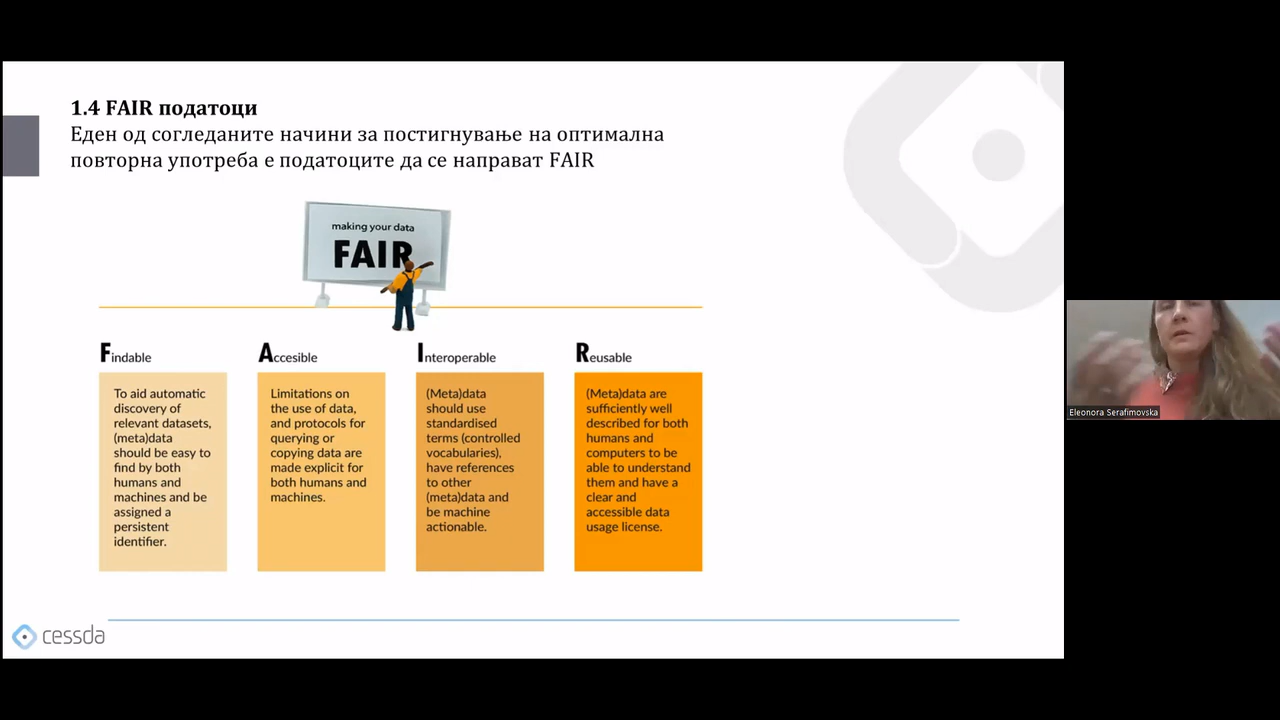 1.4 FAIR податоци
Еден од согледаните начини за постигнување на оптимална
повторна употреба е податоците да се направат FAIR
making your data
FAIR
Findable
To aid automatic
discovery of
relevant datasets,
(meta)data
should be easy to
find by both
humans and
machines and be
assigned a
persistent
identifier.
Accesible
Limitations on
the use of data,
and protocols for
querying or
copying data are
made explicit for
both humans and
machines.
Interoperable
(Meta)data
should use
standardised
terms (controlled
vocabularies),
have references
to other
(meta)data and
be machine
actionable.
Reusable
(Meta)data are
sufficiently well
described for both
humans and
computers to be
able to understand
them and have a
clear and
accessible data
usage license.
cessda
Eleonora Serafimovska